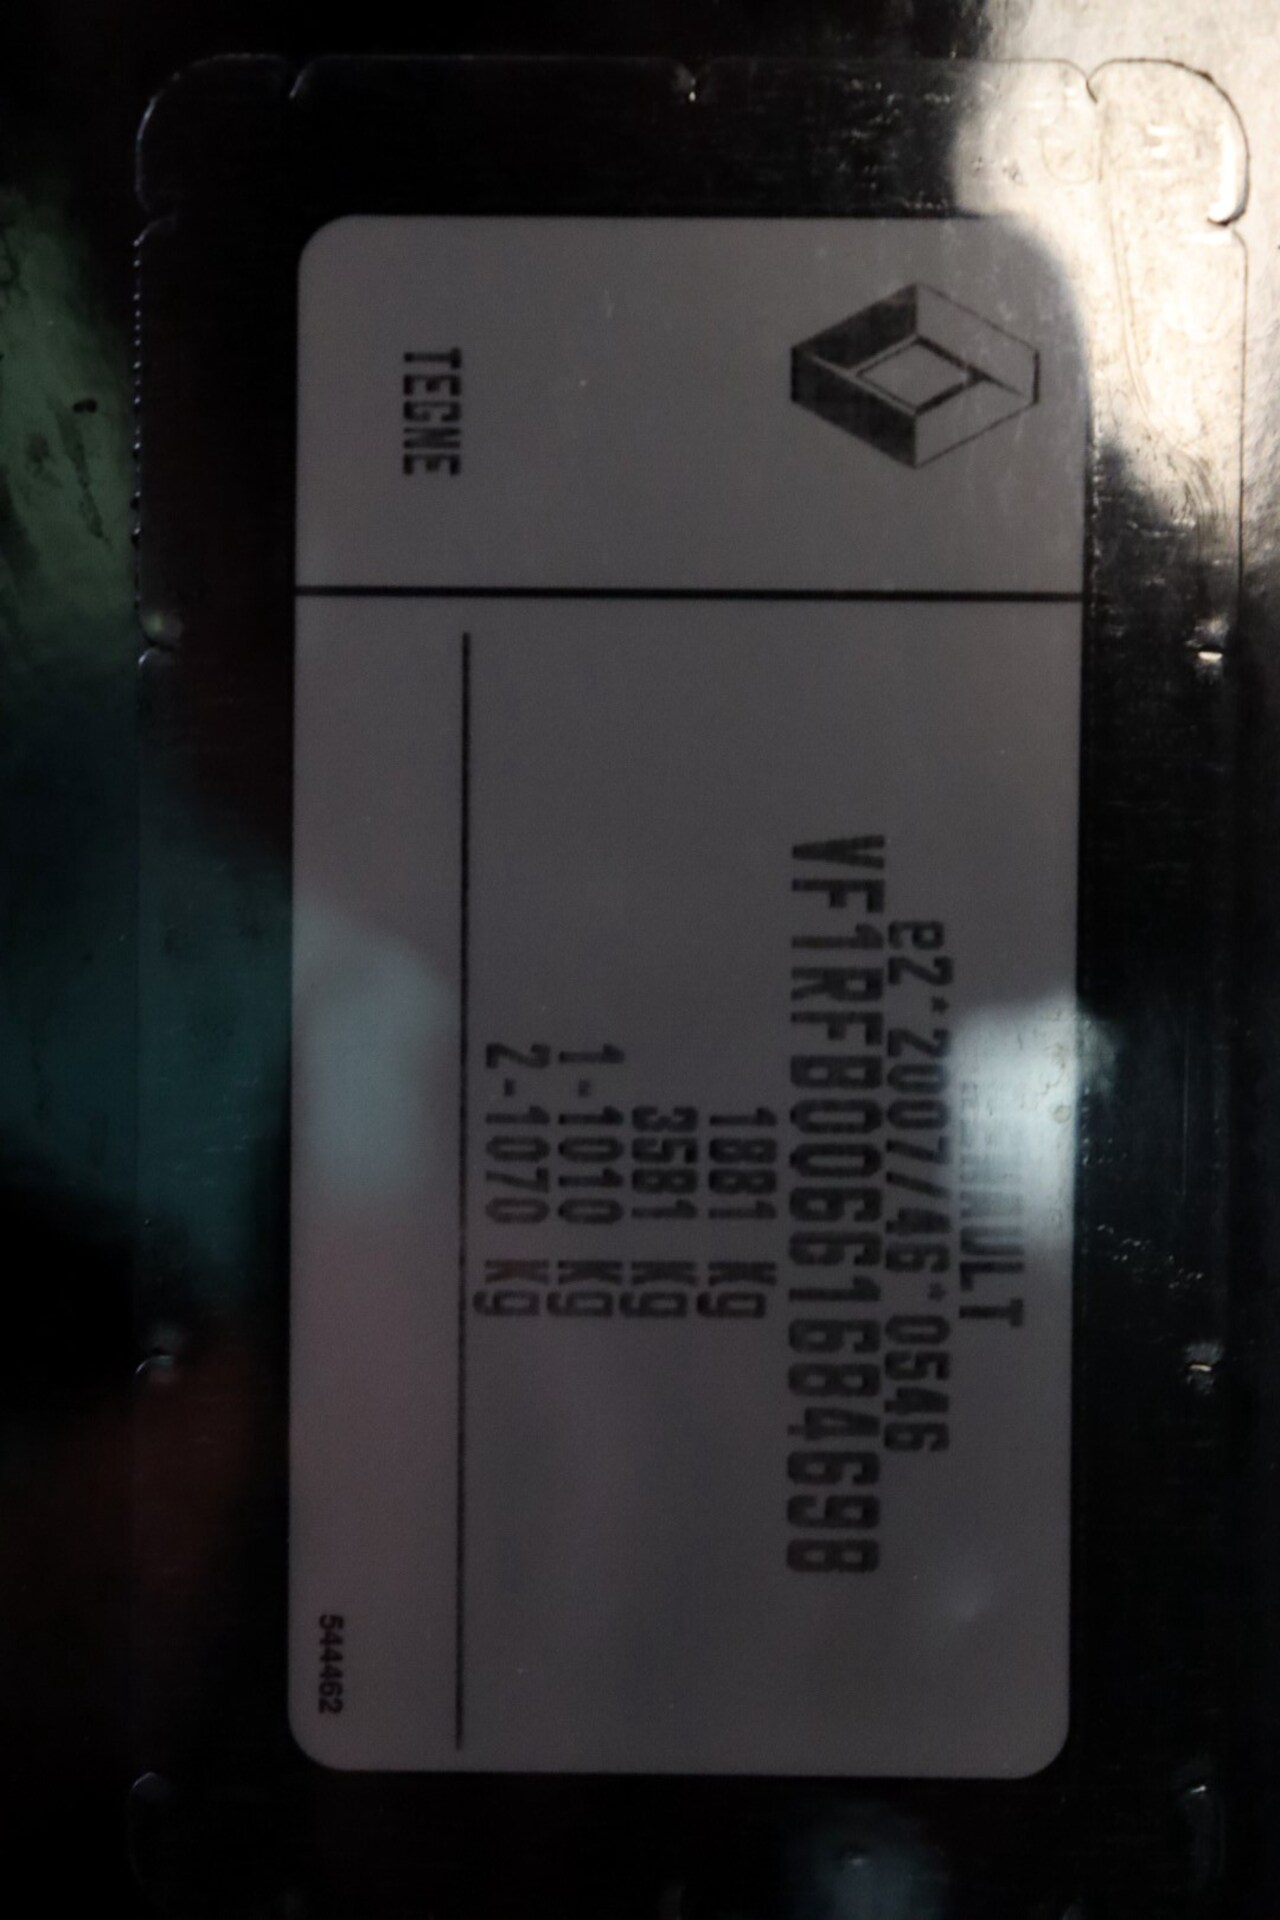 RENAULT
e2*2007/46*0546
VF1RFB00661684698
1881 kg
3581 kg
1-1010 kg
2-1070 kg
TEGNE
544462